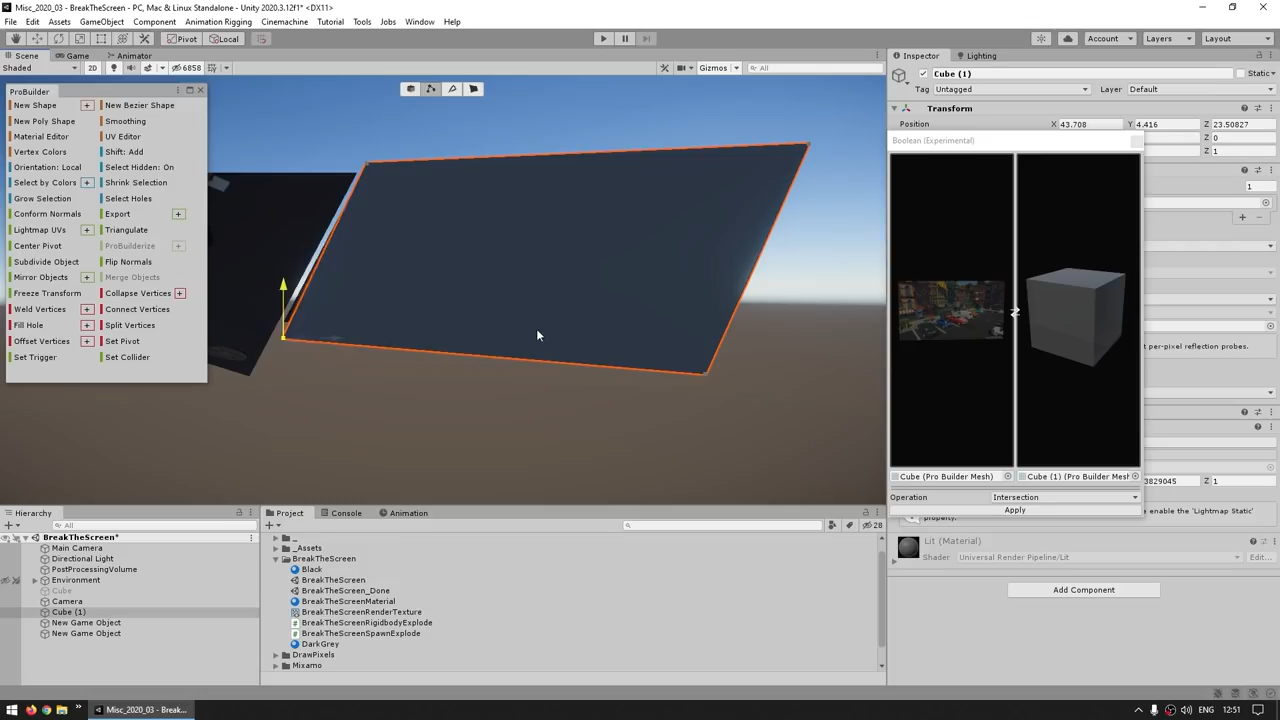 Misc_2020_03 - BreakTheScreen - PC, Mac & Linux Standalone - Unity 2020.3.12f1* <DX11>
File Edit Assets GameObject Component Animation Rigging Cinemachine Tutorial Tools Jobs Window Help
Pivot Local Account Layers Layout
Scene Game Animator
Shaded 2D 6858 Gizmos All
Inspector Lighting
Cube (1) Static
Tag Untagged Layer Default
Transform
Position X 43.708 Y 4.416 Z 23.50827
Z 0
Z 1
Boolean (Experimental)
1
t per-pixel reflection probes.
Cube (Pro Builder Mesh) Cube (1) (Pro Builder Mesh
3829045 Z 1
Operation Intersection
Apply
property.
e enable the 'Lightmap Static'
Lit (Material)
Shader Universal Render Pipeline/Lit Edit...
Add Component
ProBuilder
New Shape + New Bezier Shape
New Poly Shape Smoothing
Material Editor UV Editor
Vertex Colors Shift: Add
Orientation: Local Select Hidden: On
Select by Colors + Shrink Selection
Grow Selection Select Holes
Conform Normals Export +
Lightmap UVs + Triangulate
Center Pivot ProBuilderize +
Subdivide Object Flip Normals
Mirror Objects + Merge Objects
Freeze Transform Collapse Vertices +
Weld Vertices + Connect Vertices
Fill Hole + Split Vertices
Offset Vertices + Set Pivot
Set Trigger Set Collider
Hierarchy
+ All
BreakTheScreen*
Main Camera
Directional Light
PostProcessingVolume
Environment
Cube
Camera
Cube (1)
New Game Object
New Game Object
Project Console Animation
+ 28
_
_Assets
BreakTheScreen
Black
BreakTheScreen
BreakTheScreen_Done
BreakTheScreenMaterial
BreakTheScreenRenderTexture
BreakTheScreenRigidbodyExplode
BreakTheScreenSpawnExplode
DarkGrey
DrawPixels
Mixamo
Misc_2020_03 - Break...
ENG 12:51